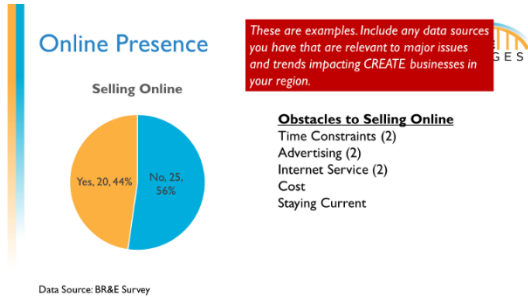 Online Presence
These are examples. Include any data sources
you have that are relevant to major issues
and trends impacting CREATE businesses in
your region.
GES
Selling Online
Yes, 20, 44%
No, 25,
56%
Obstacles to Selling Online
Time Constraints (2)
Advertising (2)
Internet Service (2)
Cost
Staying Current
Data Source: BR&E Survey